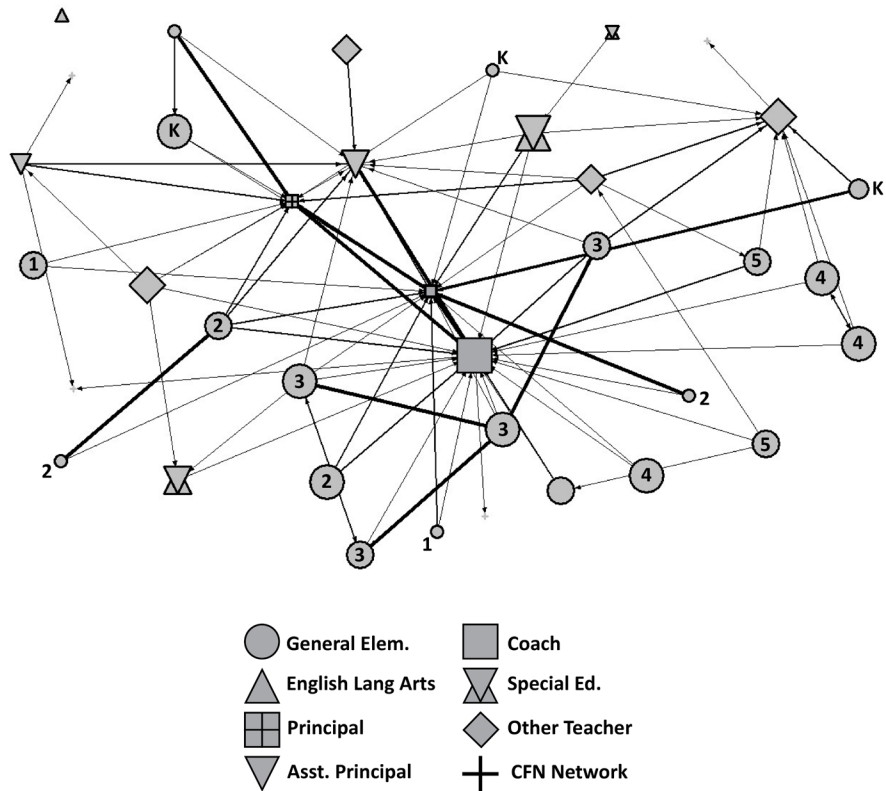 K
K
K
1
3
5
4
2
4
3
2
3
2
5
2
4
1
3
General Elem.
Coach
English Lang Arts
Special Ed.
Principal
Other Teacher
Asst. Principal
CFN Network